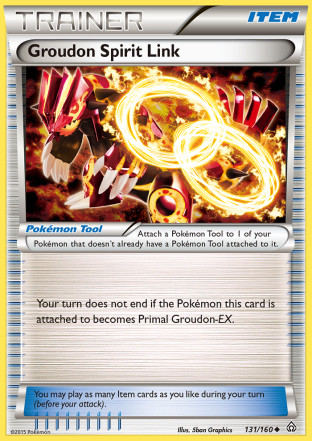 TRAINER ITEM
Groudon Spirit Link
Pokémon Tool Attach a Pokémon Tool to 1 of your
Pokémon that doesn't already have a Pokémon Tool attached to it.
Your turn does not end if the Pokémon this card is
attached to becomes Primal Groudon-EX.
You may play as many Item cards as you like during your turn
(before your attack).
©2015 Pokémon Illus. 5ban Graphics 131/160